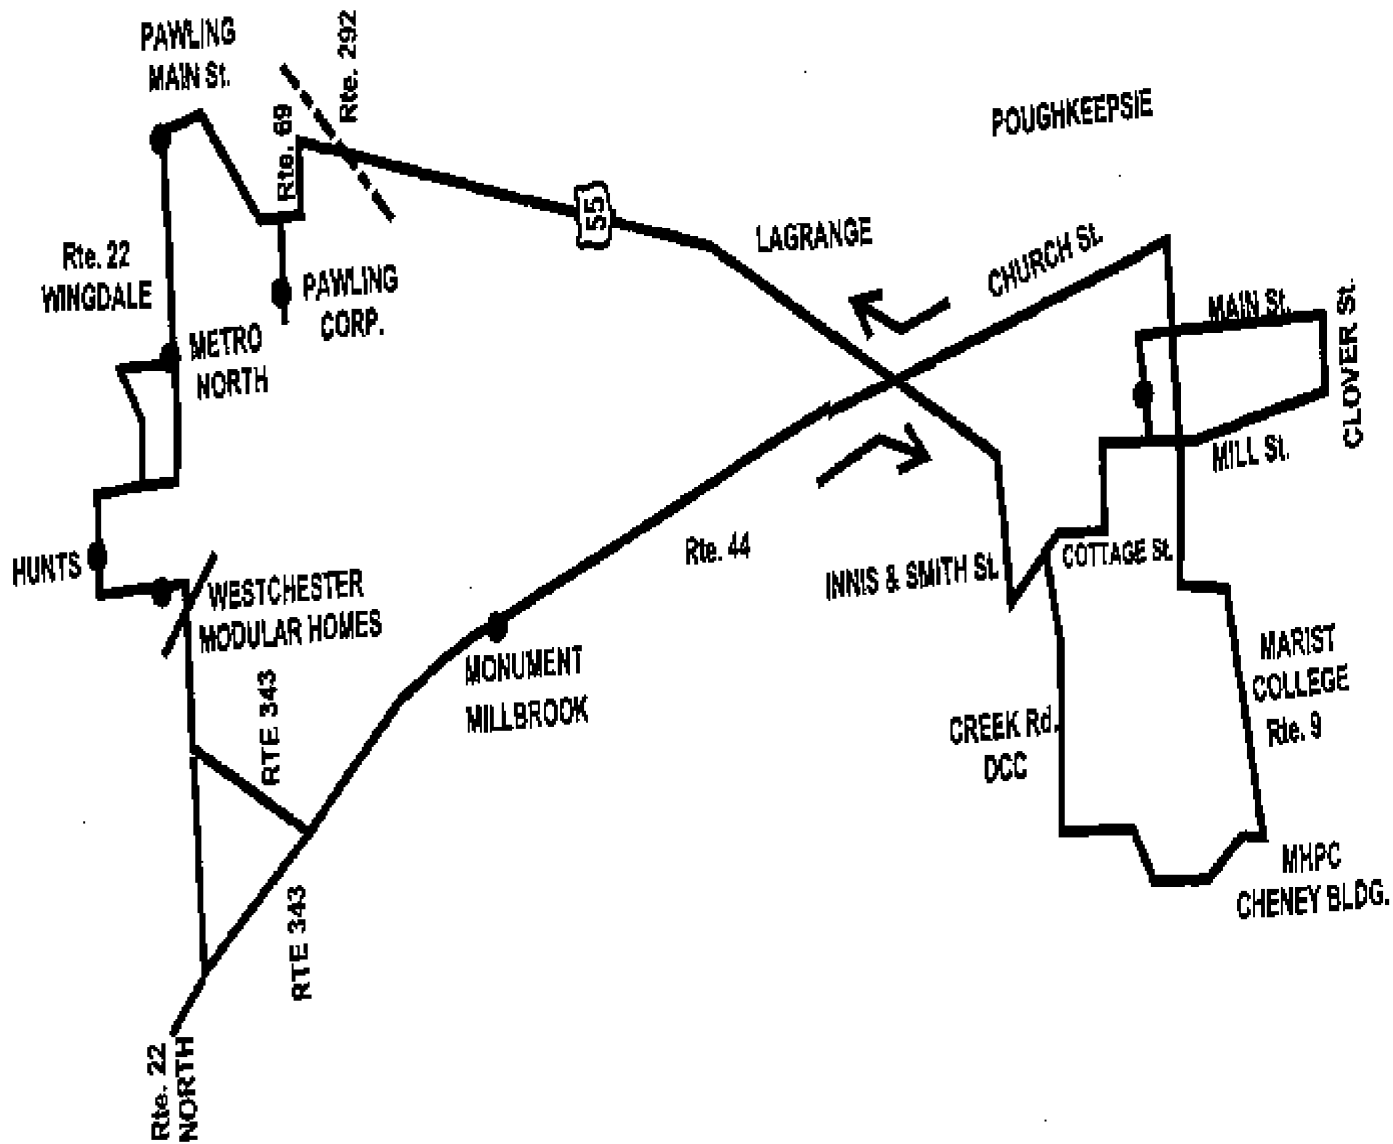 PAWLING
MAIN St.
Rte. 292
Rte. 69
POUGHKEEPSIE
55
LAGRANGE
CHURCH St.
Rte. 22
WINGDALE
PAWLING
CORP.
MAIN St.
CLOVER St.
METRO
NORTH
MILL St.
HUNTS
WESTCHESTER
MODULAR HOMES
Rte. 44
INNIS & SMITH St.
COTTAGE St.
MONUMENT
MILLBROOK
RTE 343
MARIST
COLLEGE
Rte. 9
CREEK Rd.
DCC
MHPC
CHENEY BLDG.
RTE 343
Rte. 22
NORTH